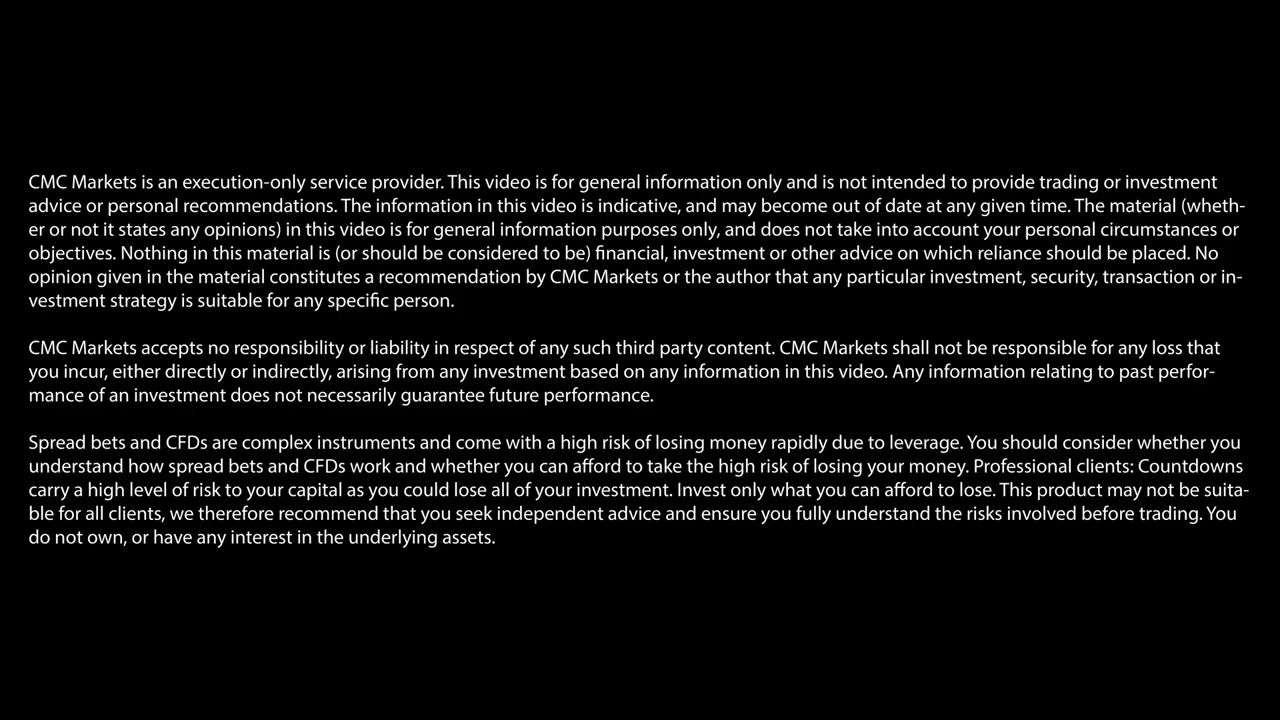 CMC Markets is an execution-only service provider. This video is for general information only and is not intended to provide trading or investment
advice or personal recommendations. The information in this video is indicative, and may become out of date at any given time. The material (wheth-
er or not it states any opinions) in this video is for general information purposes only, and does not take into account your personal circumstances or
objectives. Nothing in this material is (or should be considered to be) financial, investment or other advice on which reliance should be placed. No
opinion given in the material constitutes a recommendation by CMC Markets or the author that any particular investment, security, transaction or in-
vestment strategy is suitable for any specific person.
CMC Markets accepts no responsibility or liability in respect of any such third party content. CMC Markets shall not be responsible for any loss that
you incur, either directly or indirectly, arising from any investment based on any information in this video. Any information relating to past perfor-
mance of an investment does not necessarily guarantee future performance.
Spread bets and CFDs are complex instruments and come with a high risk of losing money rapidly due to leverage. You should consider whether you
understand how spread bets and CFDs work and whether you can afford to take the high risk of losing your money. Professional clients: Countdowns
carry a high level of risk to your capital as you could lose all of your investment. Invest only what you can afford to lose. This product may not be suita-
ble for all clients, we therefore recommend that you seek independent advice and ensure you fully understand the risks involved before trading. You
do not own, or have any interest in the underlying assets.